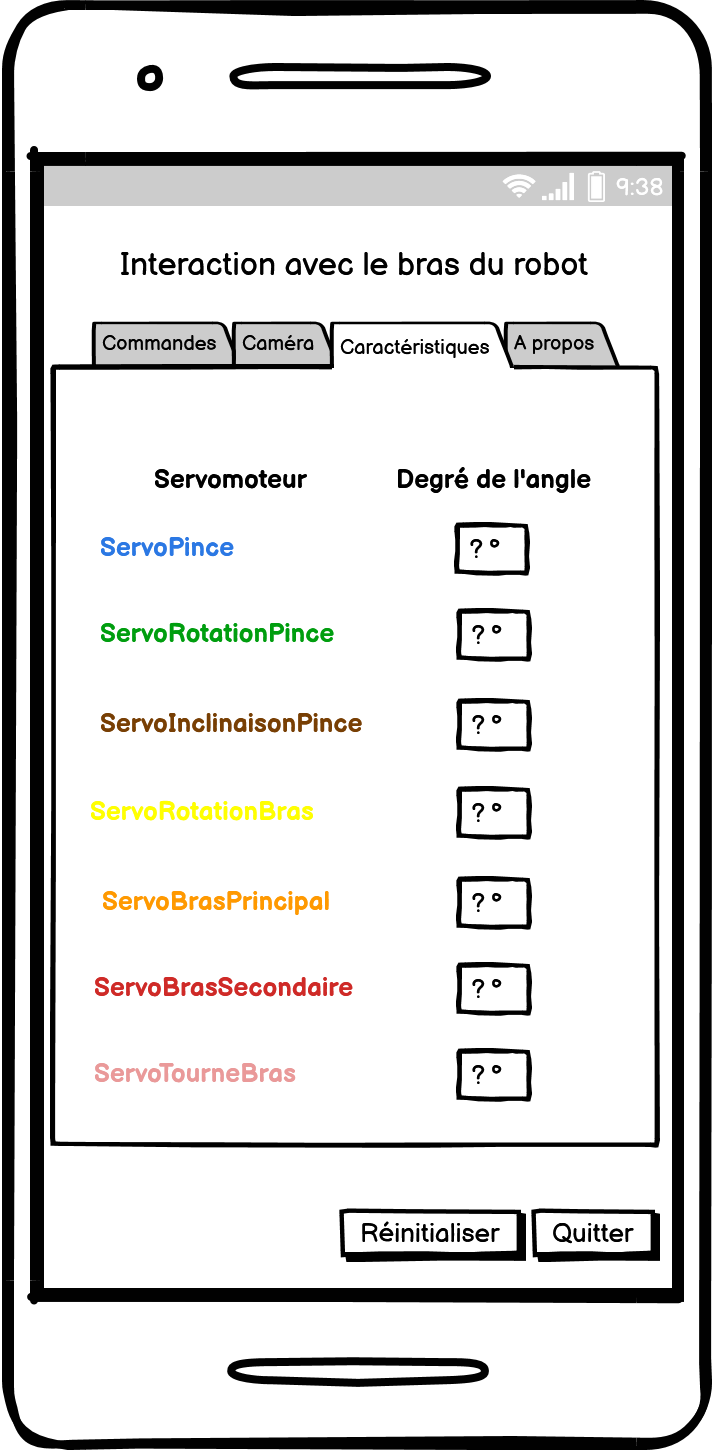 9:38
Interaction avec le bras du robot
Commandes Caméra Caractéristiques A propos
Servomoteur Degré de l'angle
ServoPince ? °
ServoRotationPince ? °
ServoInclinaisonPince ? °
ServoRotationBras ? °
ServoBrasPrincipal ? °
ServoBrasSecondaire ? °
ServoTourneBras ? °
Réinitialiser Quitter